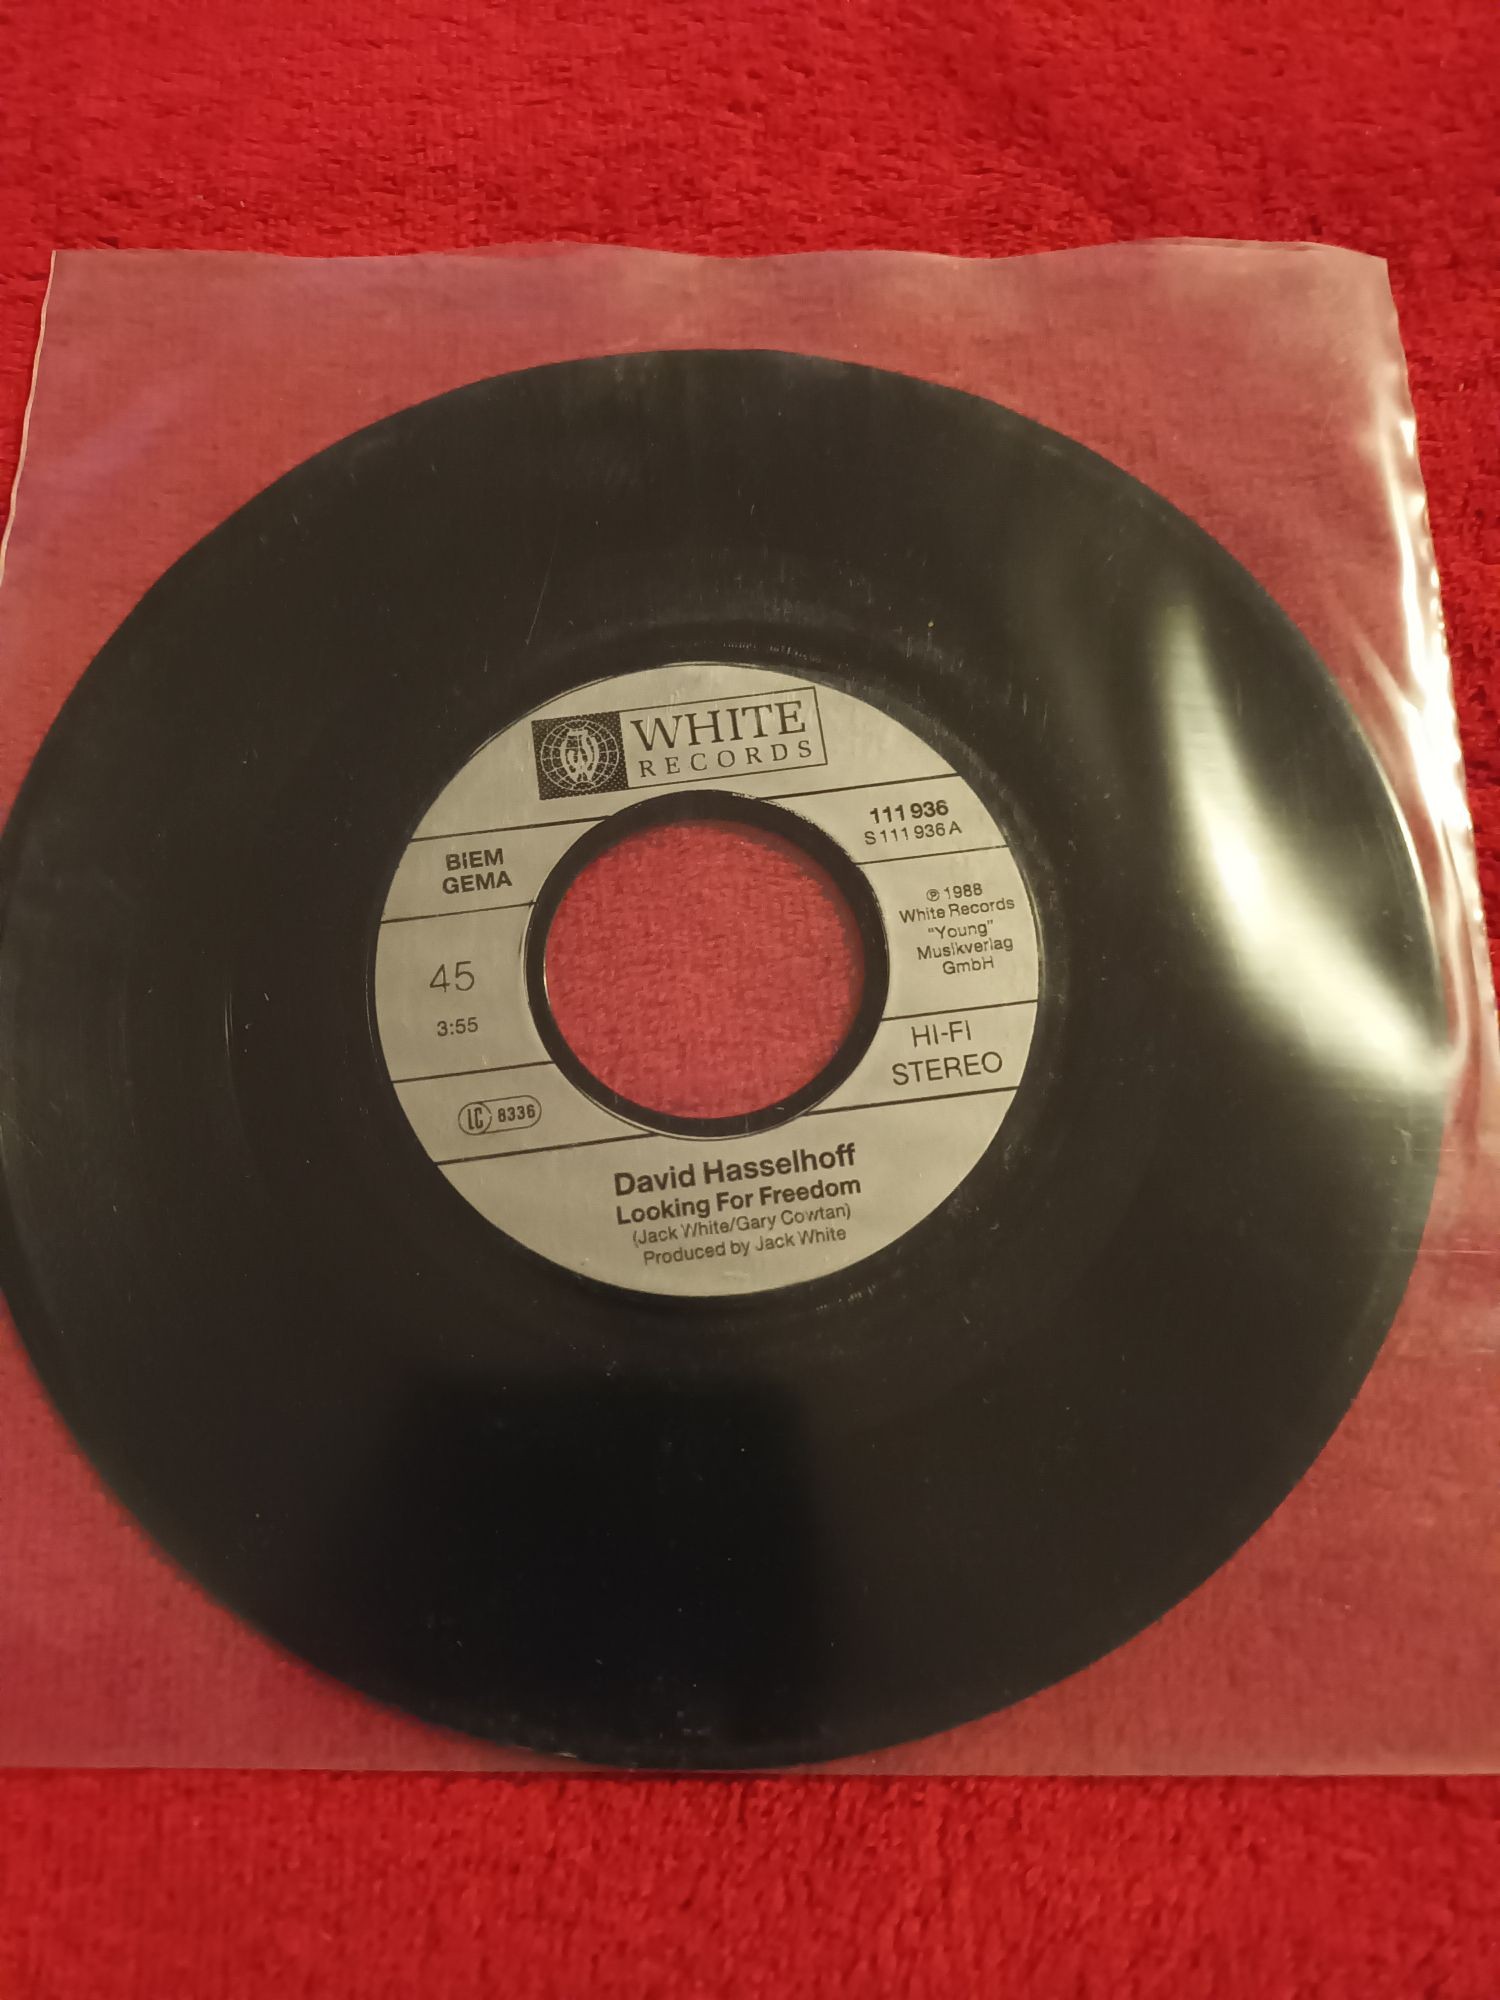 WHITE
RECORDS
111 936
S 111 936 A
BIEM
GEMA
℗ 1988
White Records
"Young"
Musikverlag
GmbH
45
3:55
HI-FI
STEREO
LC 8336
David Hasselhoff
Looking For Freedom
(Jack White/Gary Cowtan)
Produced by Jack White